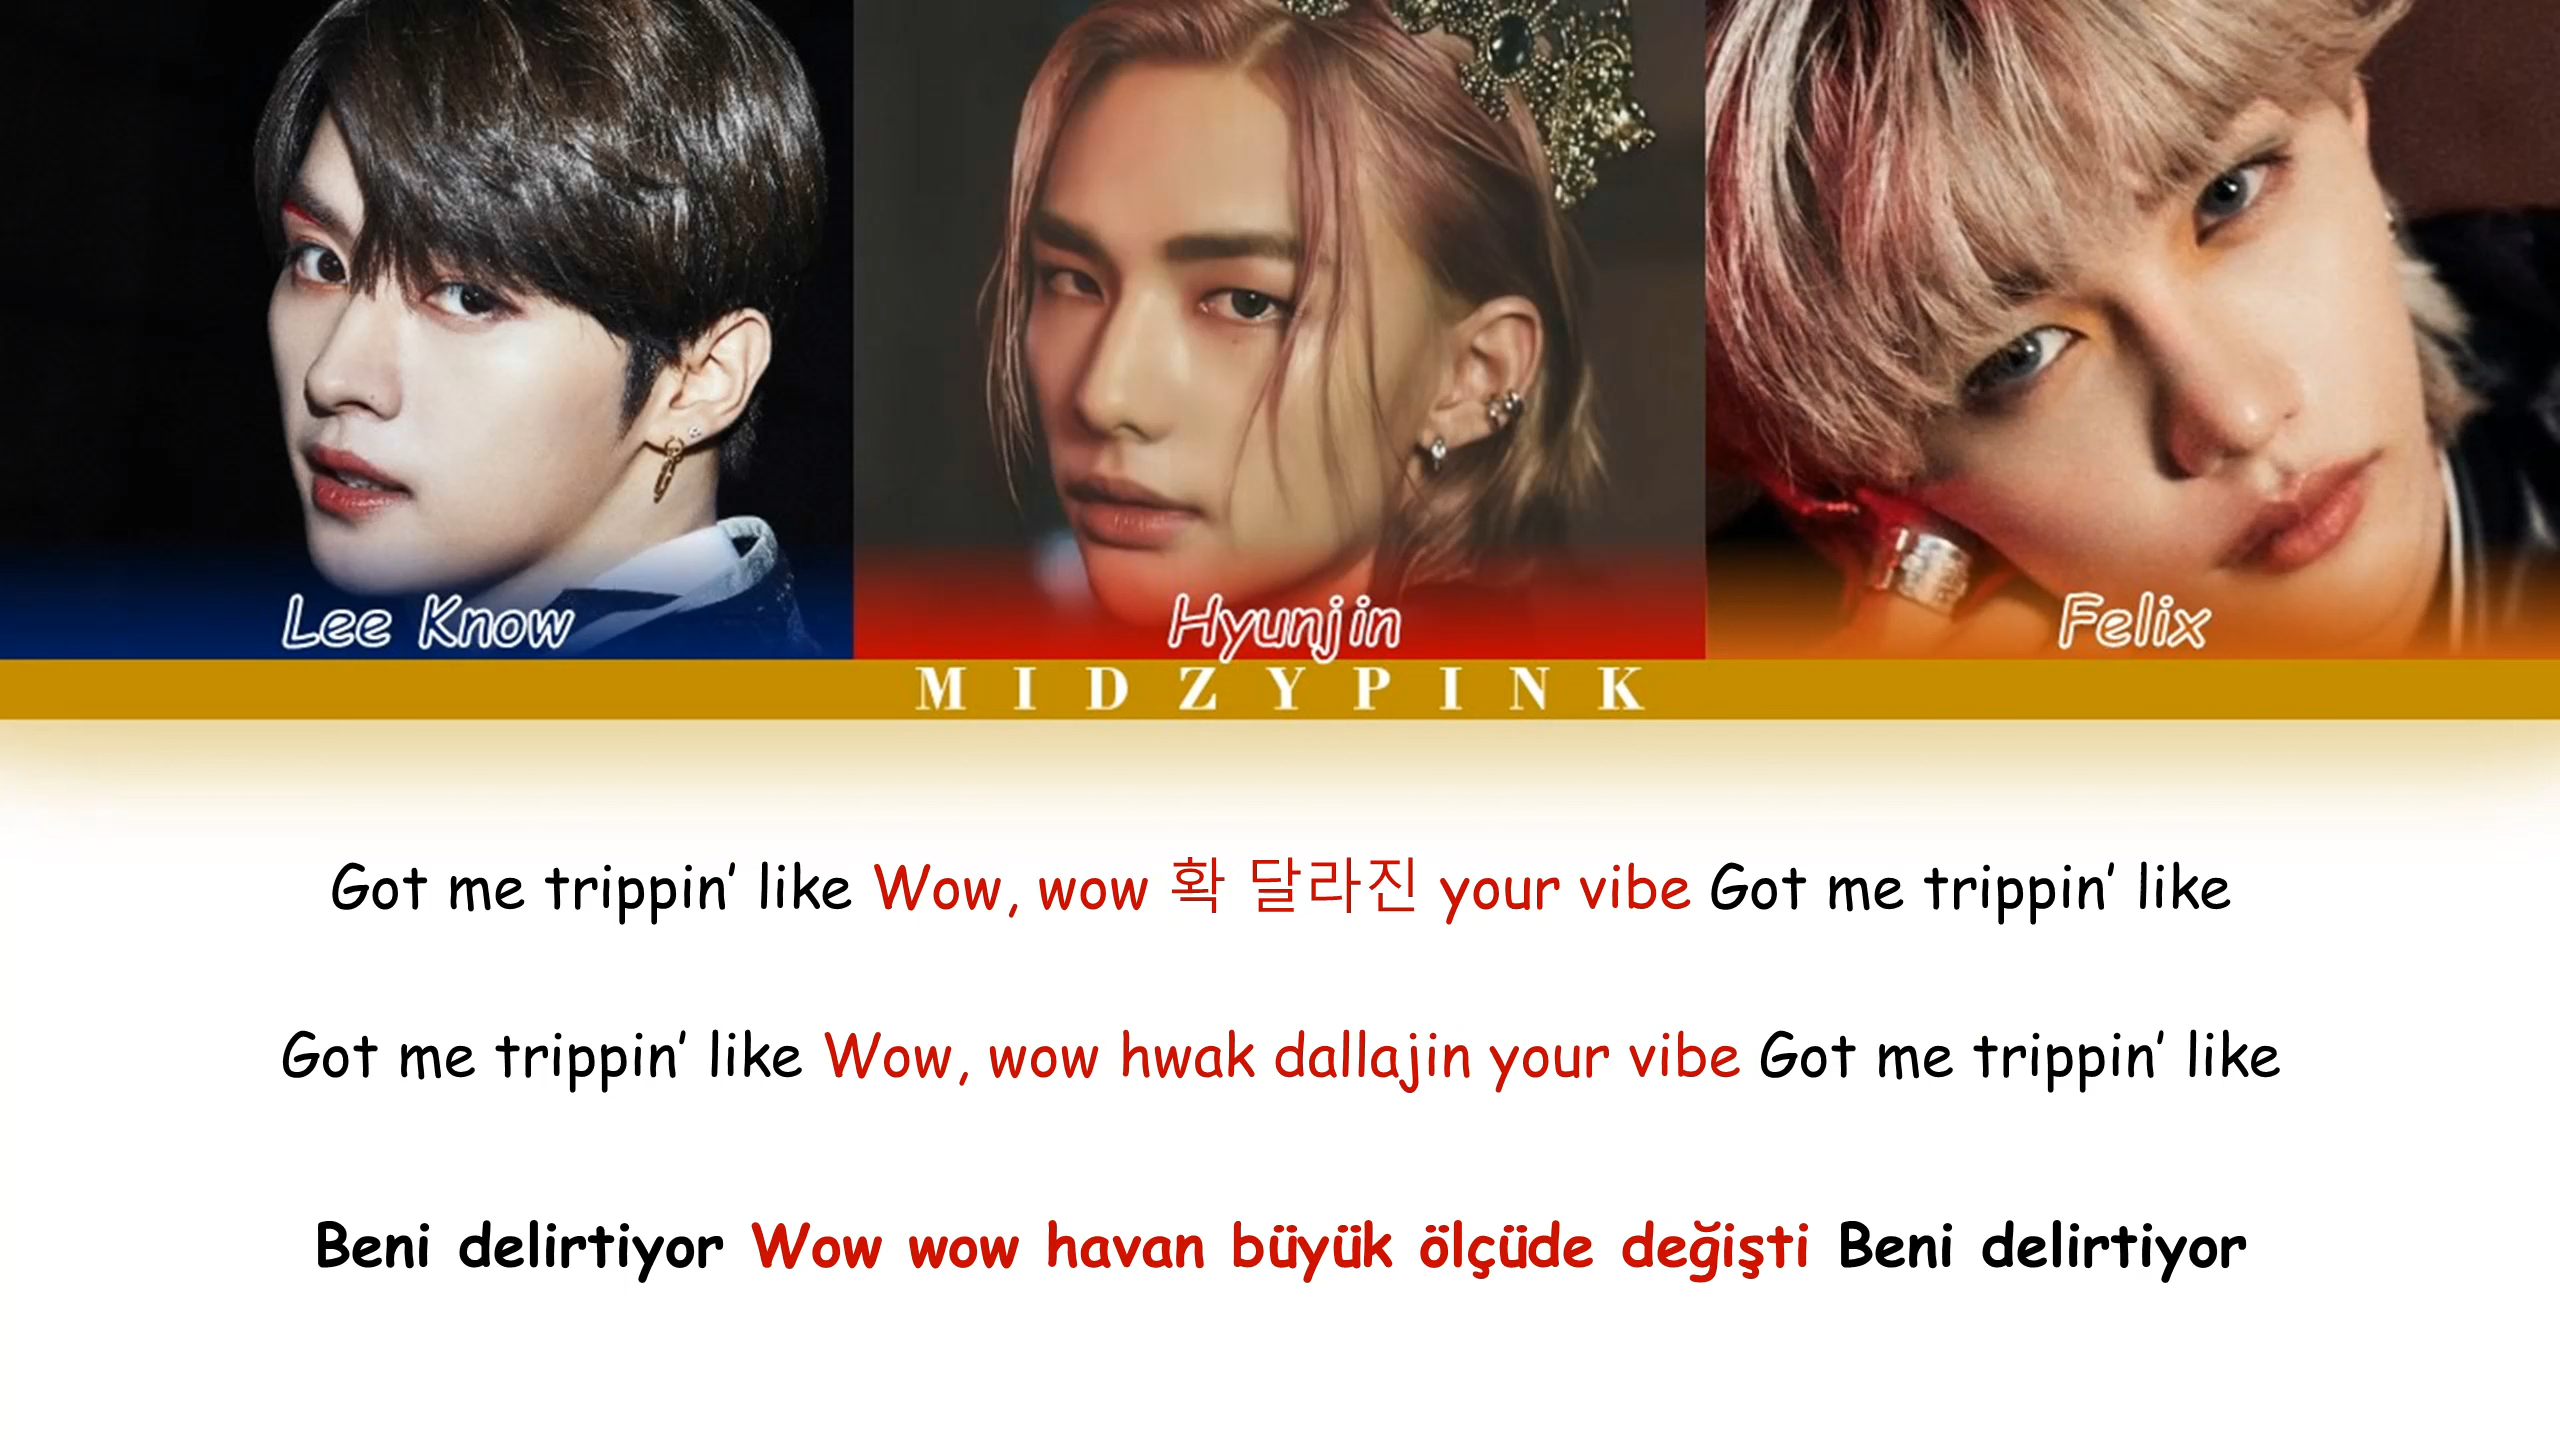 Lee Know
Hyunjin
Felix
MIDZYPINK
Got me trippin’ like Wow, wow 확 달라진 your vibe Got me trippin’ like
Got me trippin’ like Wow, wow hwak dallajin your vibe Got me trippin’ like
Beni delirtiyor Wow wow havan büyük ölçüde değişti Beni delirtiyor